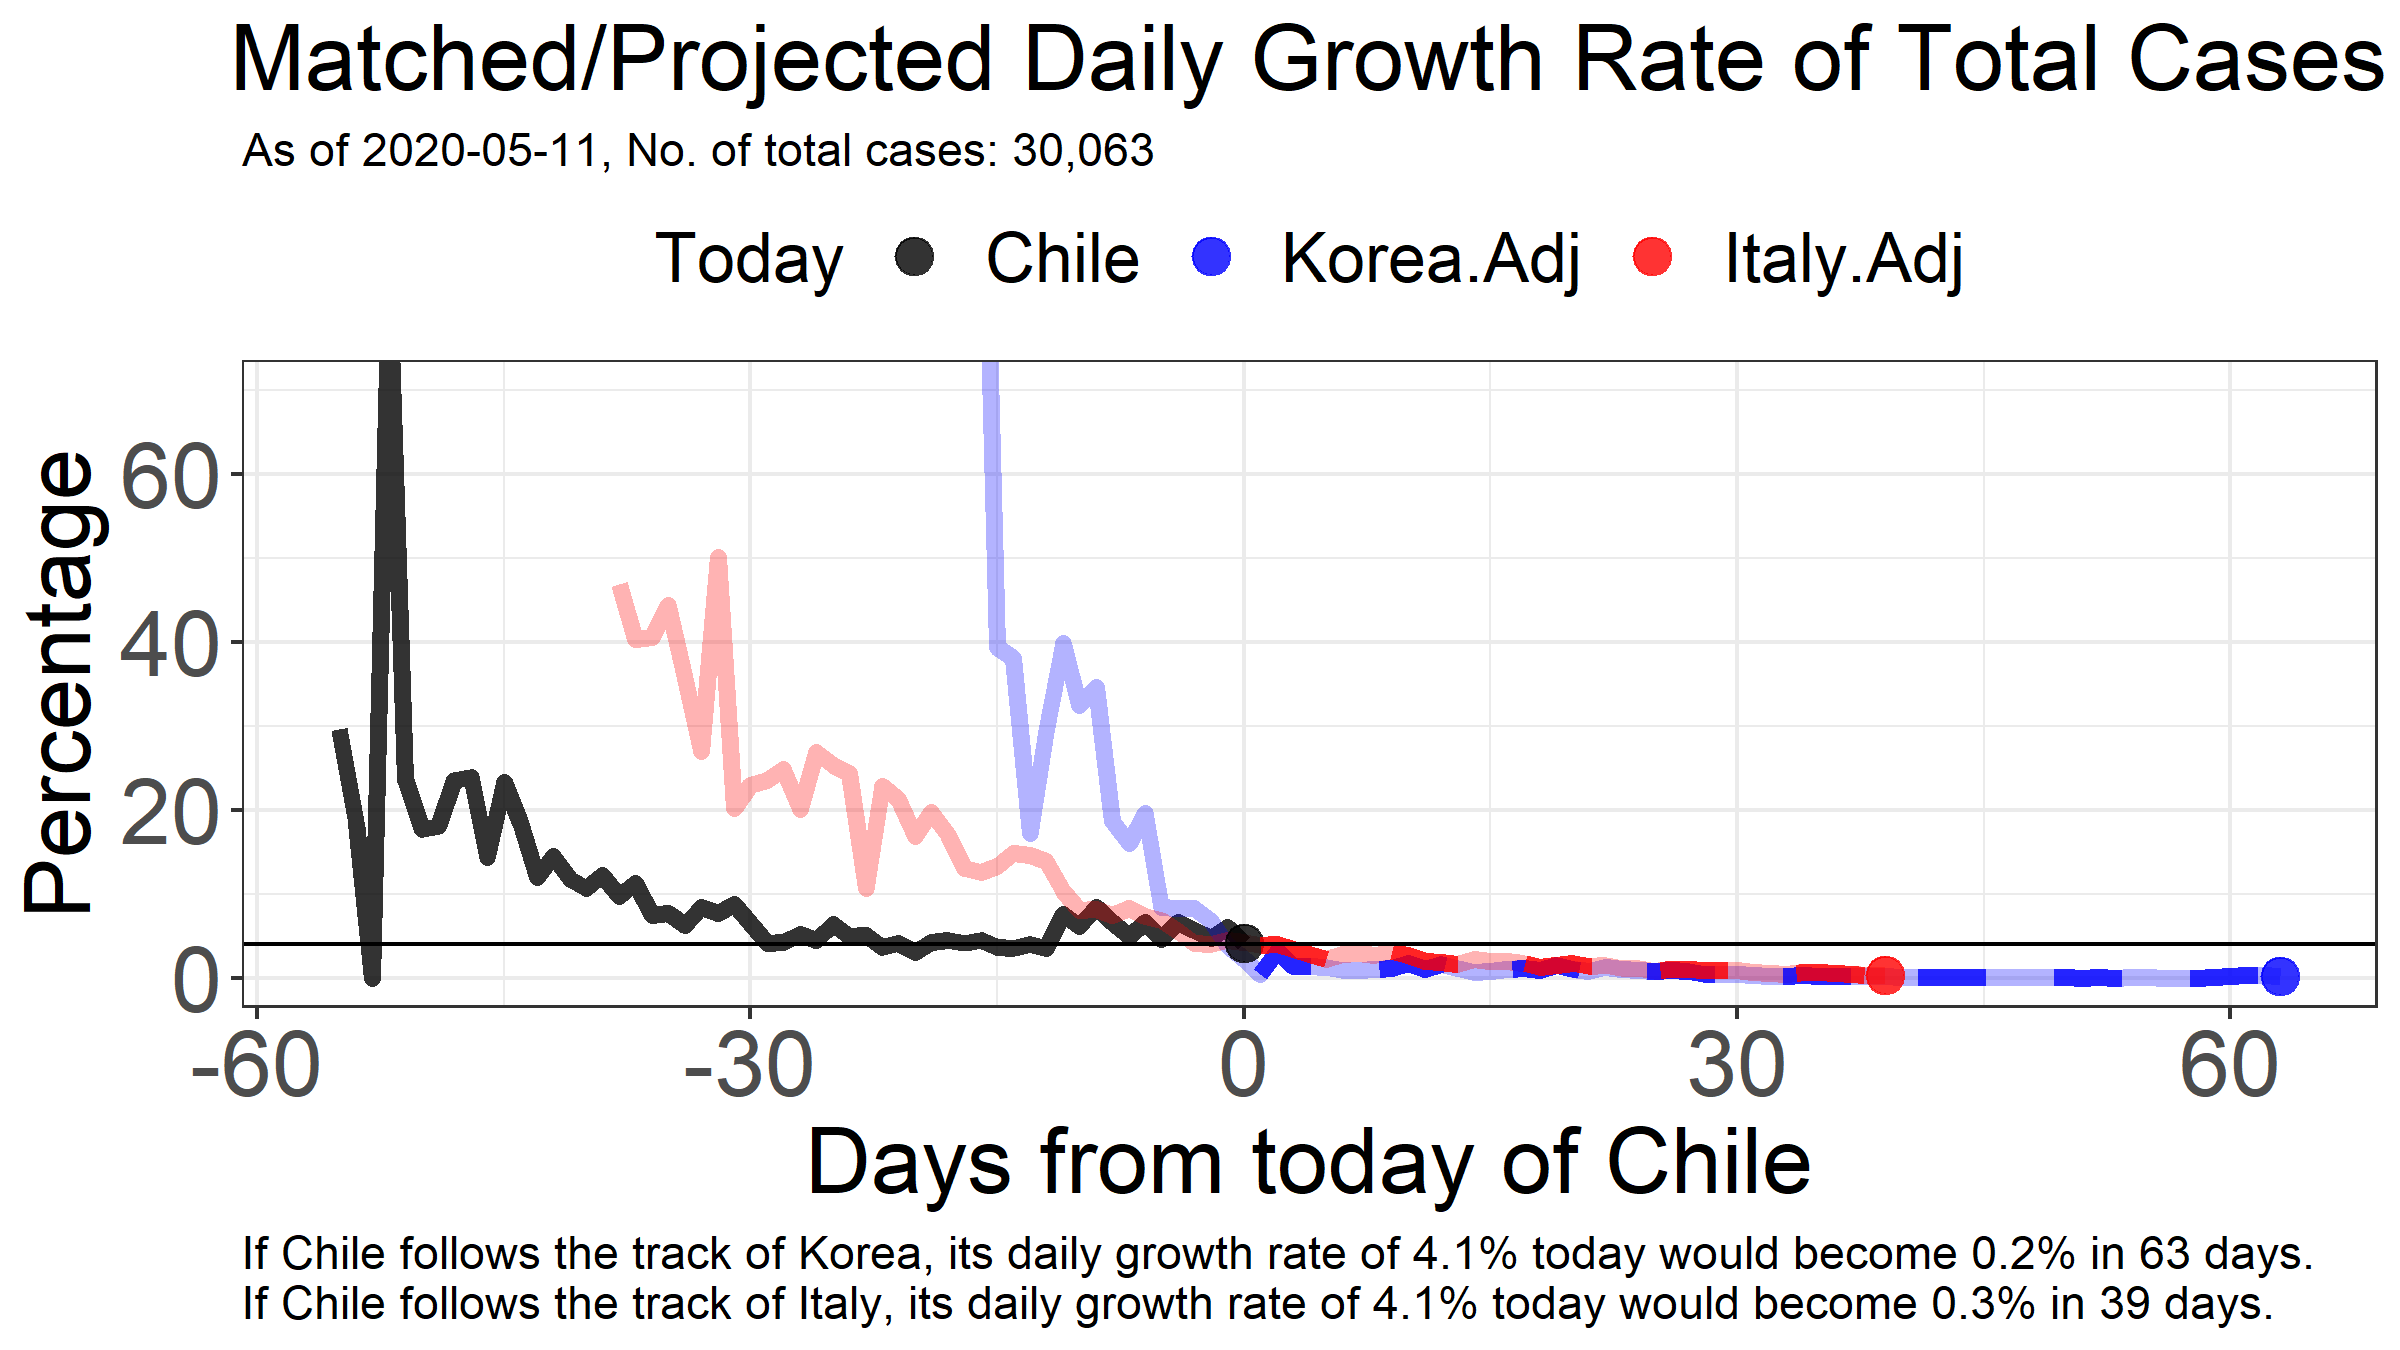 Matched/Projected Daily Growth Rate of Total Cases
As of 2020-05-11, No. of total cases: 30,063
Today Chile Korea.Adj Italy.Adj
Percentage
60
40
20
0
-60 -30 0 30 60
Days from today of Chile
If Chile follows the track of Korea, its daily growth rate of 4.1% today would become 0.2% in 63 days.
If Chile follows the track of Italy, its daily growth rate of 4.1% today would become 0.3% in 39 days.